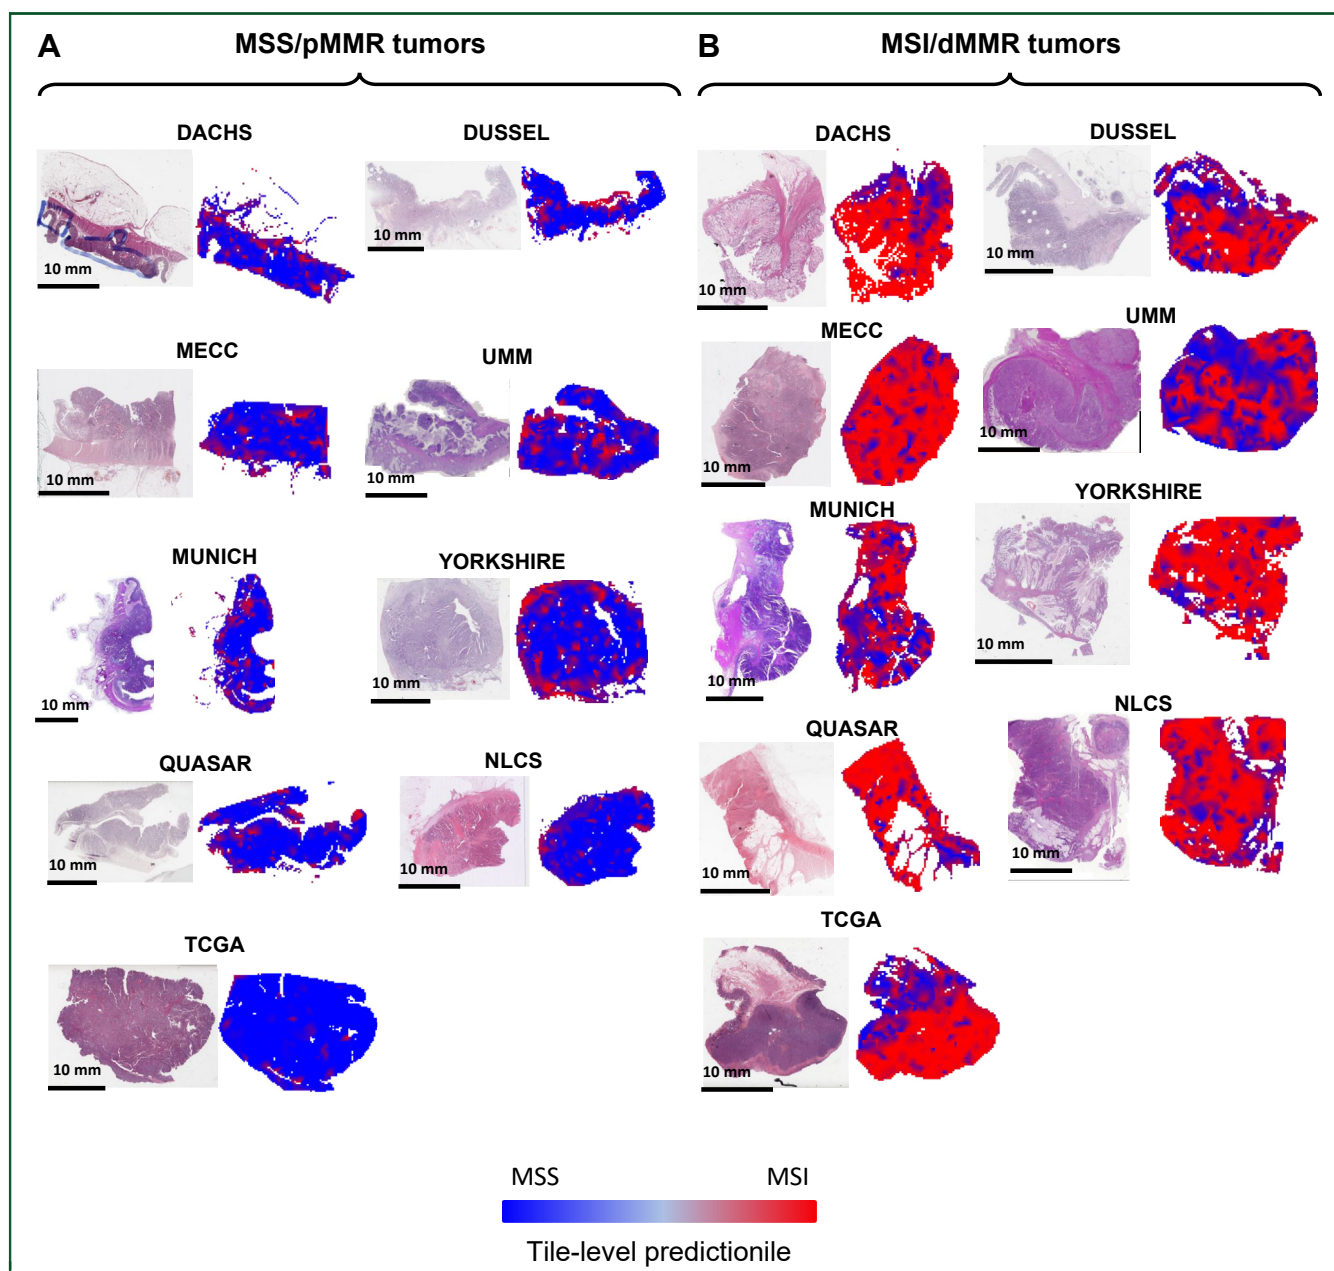 A MSS/pMMR tumors
B MSI/dMMR tumors
DACHS
10 mm
DUSSEL
10 mm
MECC
10 mm
UMM
10 mm
MUNICH
10 mm
YORKSHIRE
10 mm
QUASAR
10 mm
NLCS
10 mm
TCGA
10 mm
DACHS
10 mm
DUSSEL
10 mm
MECC
10 mm
UMM
10 mm
MUNICH
10 mm
YORKSHIRE
10 mm
QUASAR
10 mm
NLCS
10 mm
TCGA
10 mm
MSS MSI
Tile-level predictionile